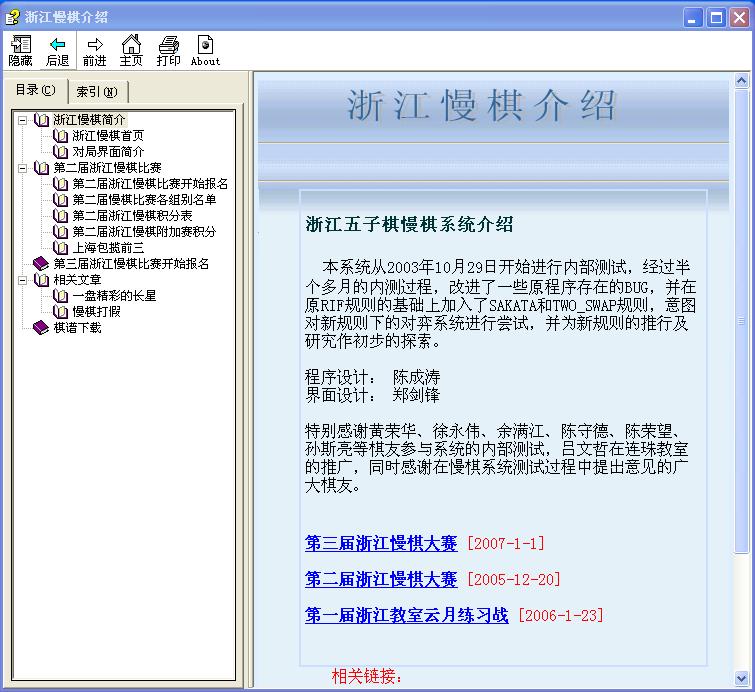 浙江慢棋介绍
隐藏 后退 前进 主页 打印 About
目录(C) 索引(N)
浙江慢棋简介
浙江慢棋首页
对局界面简介
第二届浙江慢棋比赛
第二届浙江慢棋比赛开始报名
第二届慢棋比赛各组别名单
第二届浙江慢棋积分表
第二届浙江慢棋附加赛积分
上海包揽前三
第三届浙江慢棋比赛开始报名
相关文章
一盘精彩的长星
慢棋打假
棋谱下载
浙江慢棋介绍
浙江五子棋慢棋系统介绍
本系统从2003年10月29日开始进行内部测试，经过半
个多月的内测过程，改进了一些原程序存在的BUG，并在
原RIF规则的基础上加入了SAKATA和TWO_SWAP规则，意图
对新规则下的对弈系统进行尝试，并为新规则的推行及
研究作初步的探索。
程序设计： 陈成涛
界面设计： 郑剑锋
特别感谢黄荣华、徐永伟、余满江、陈守德、陈荣望、
孙斯亮等棋友参与系统的内部测试，吕文哲在连珠教室
的推广，同时感谢在慢棋系统测试过程中提出意见的广
大棋友。
第三届浙江慢棋大赛 [2007-1-1]
第二届浙江慢棋大赛 [2005-12-20]
第一届浙江教室云月练习战 [2006-1-23]
相关链接：